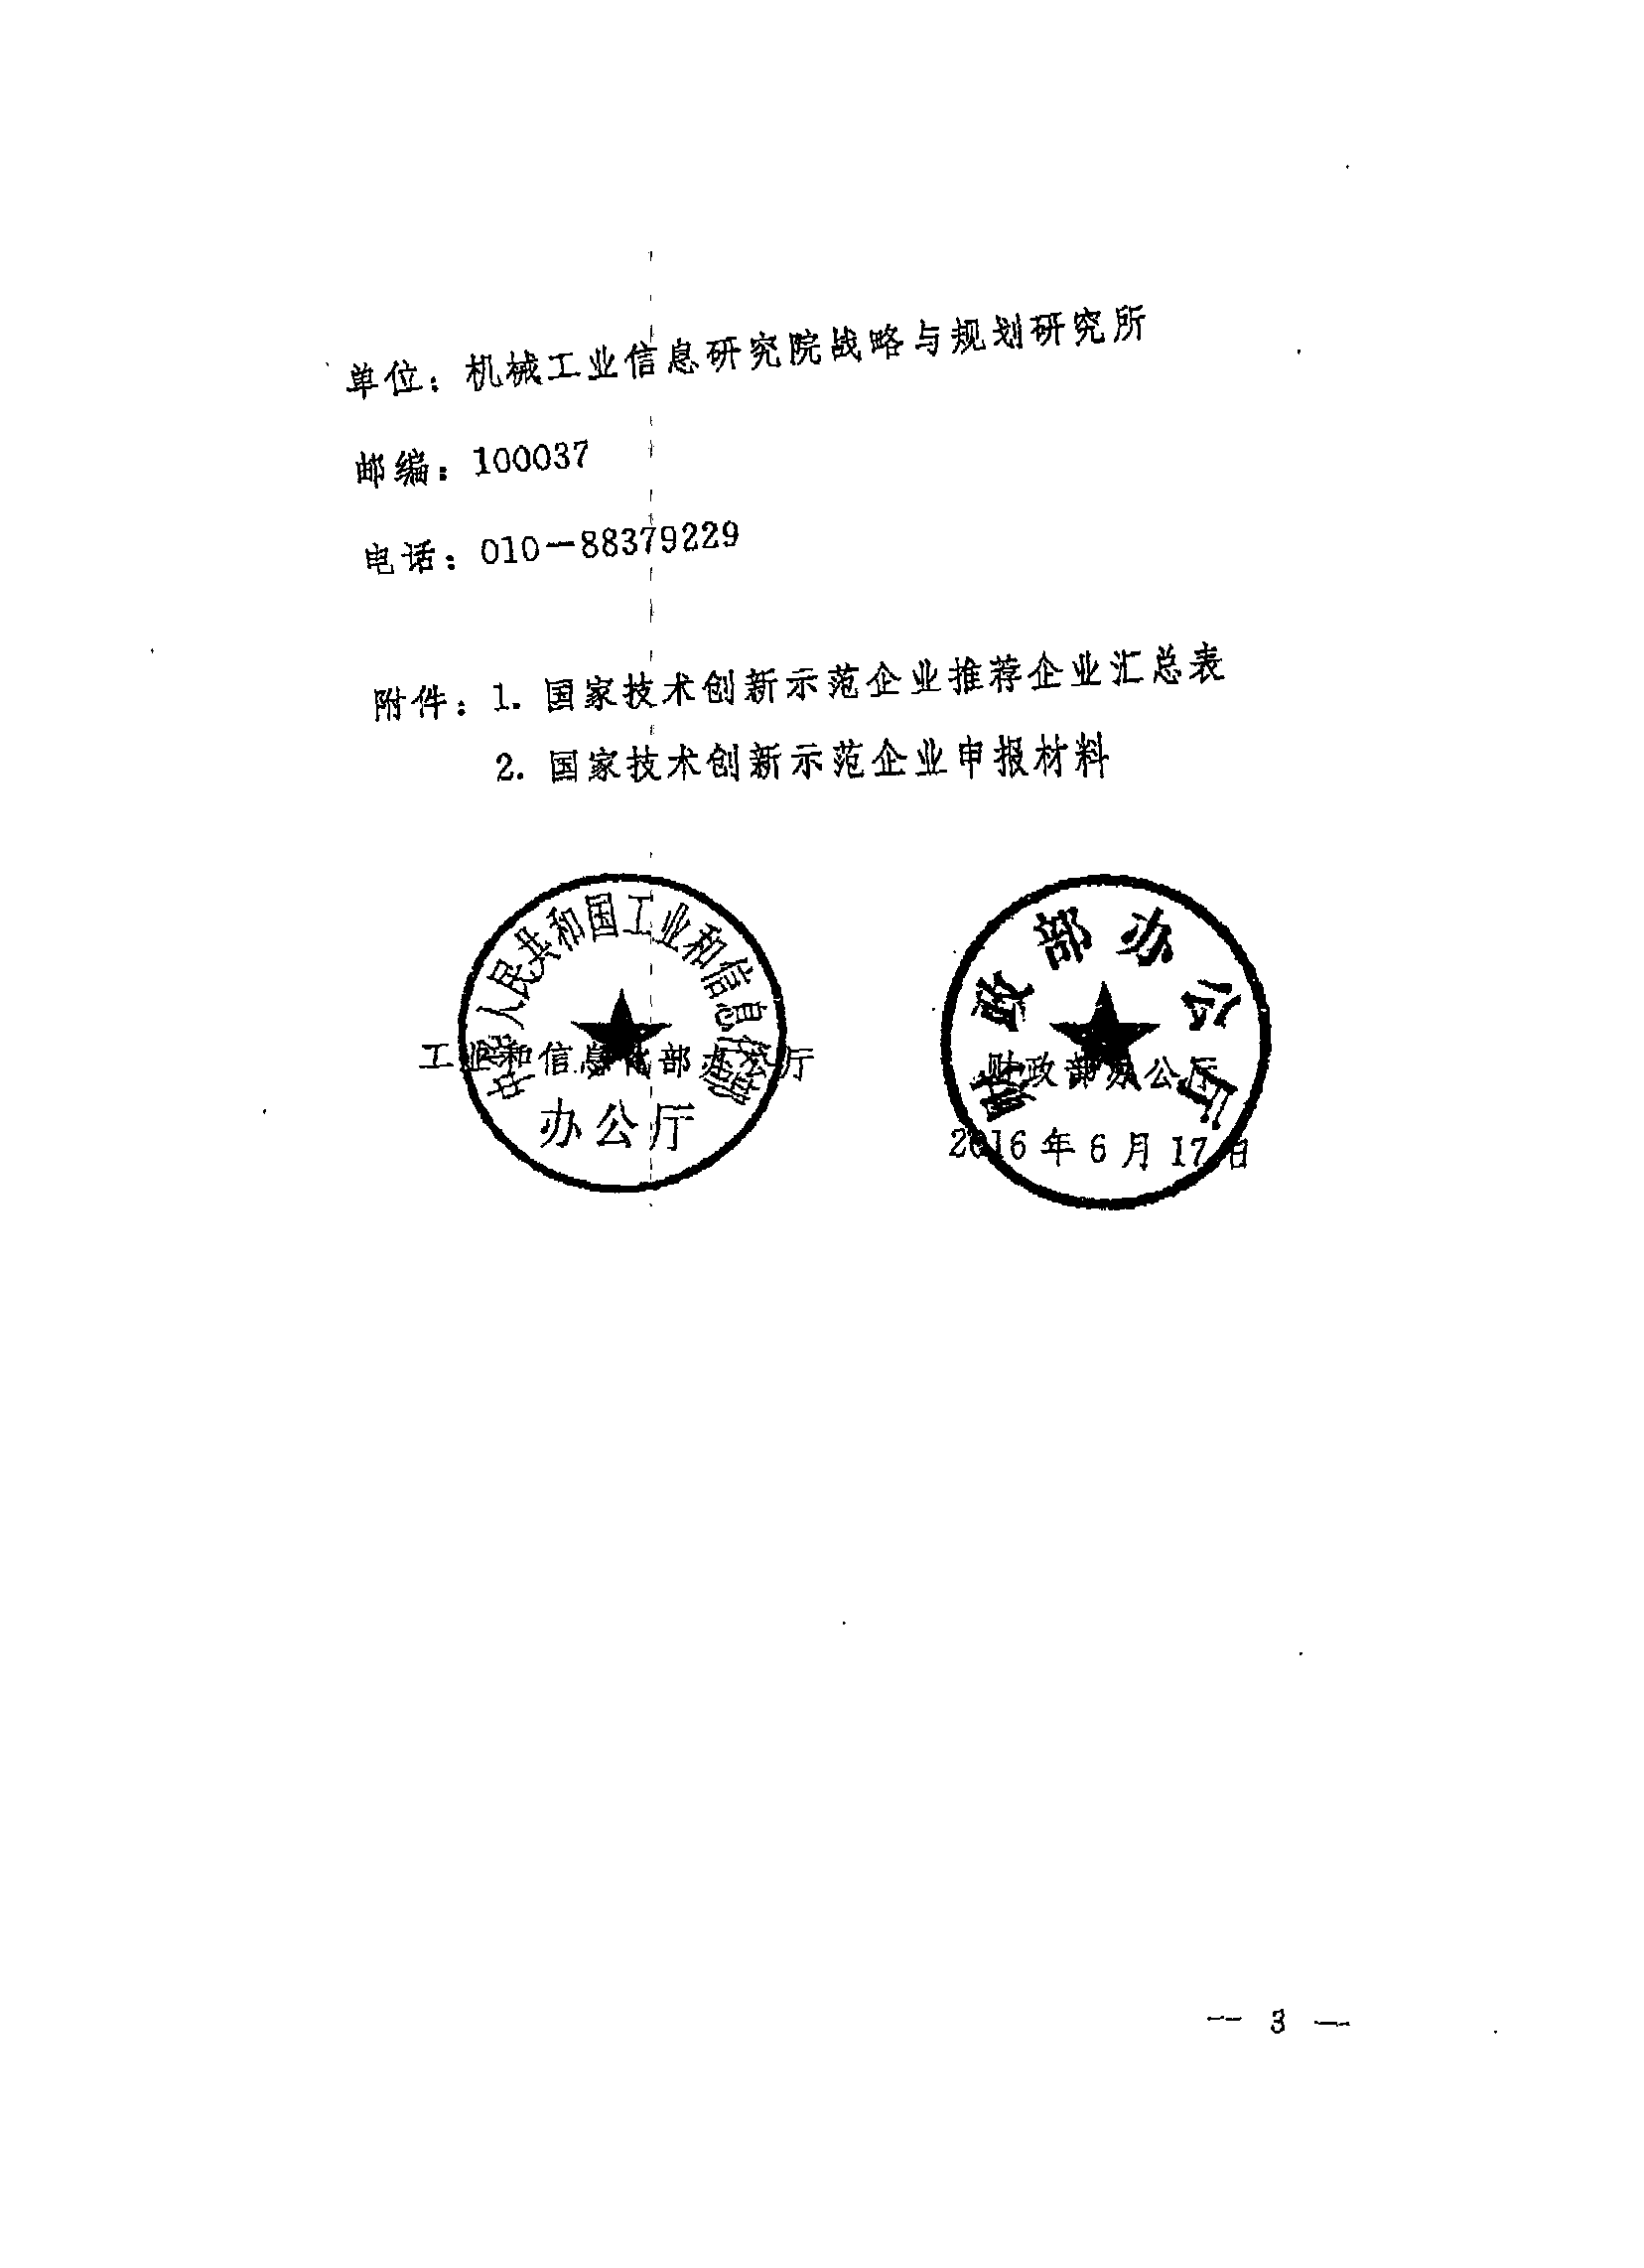 单位：机械工业信息研究院战略与规划研究所
邮编：100037
电话：010—88379229
附件：1. 国家技术创新示范企业推荐企业汇总表
2. 国家技术创新示范企业申报材料
中华人民共和国工业和信息化部
办公厅
工业和信息化部办公厅
财政部办公厅
财政部办公厅
2016年6月17日
— 3 —